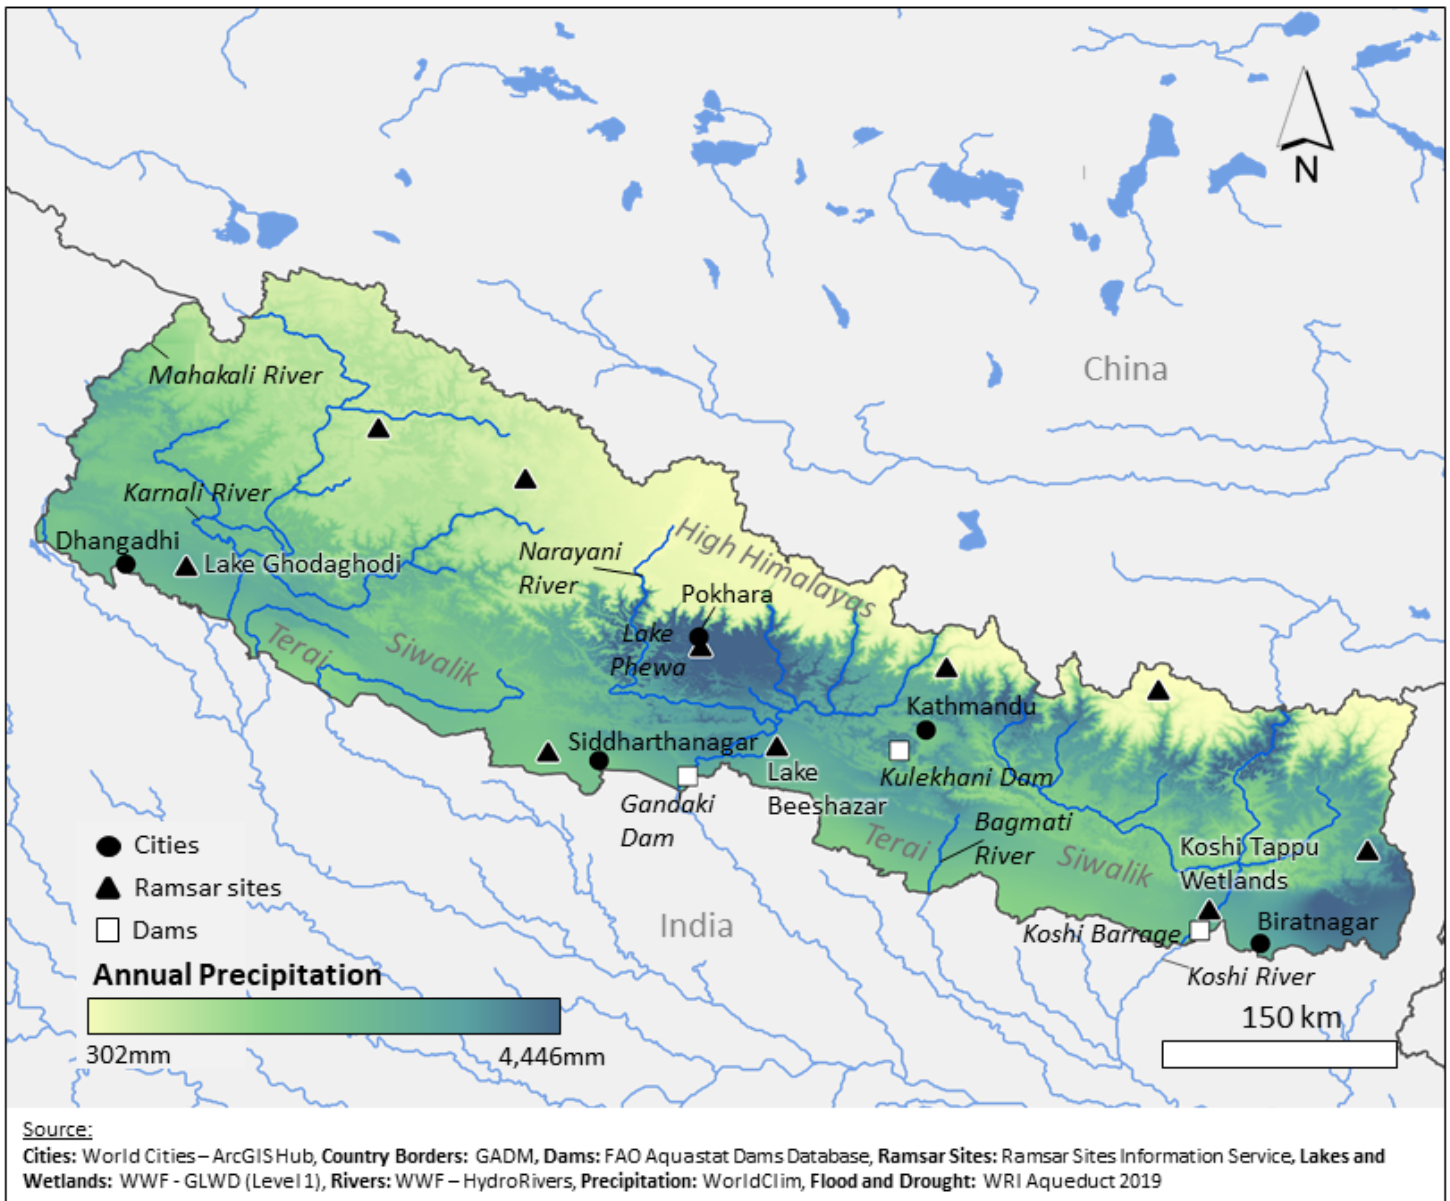 N
China
Mahakali River
Karnali River
Dhangadhi
Lake Ghodaghodi
Narayani
River
High Himalayas
Pokhara
Lake
Phewa
Terai
Siwalik
Kathmandu
Siddharthanagar
Kulekhani Dam
Lake
Beeshazar
Gandaki
Dam
Bagmati
River
Terai
Siwalik
Koshi Tappu
Wetlands
India
Koshi Barrage
Biratnagar
Koshi River
Cities
Ramsar sites
Dams
Annual Precipitation
302mm
4,446mm
150 km
Source:
Cities: World Cities – ArcGIS Hub, Country Borders: GADM, Dams: FAO Aquastat Dams Database, Ramsar Sites: Ramsar Sites Information Service, Lakes and
Wetlands: WWF - GLWD (Level 1), Rivers: WWF – HydroRivers, Precipitation: WorldClim, Flood and Drought: WRI Aqueduct 2019